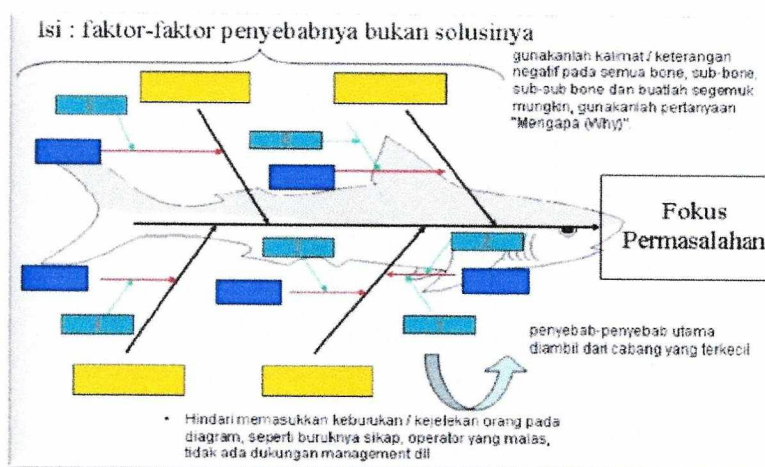 Isi : faktor-faktor penyebabnya bukan solusinya
gunakanlah kalimat / keterangan
negatif pada semua bone, sub-bone,
sub-sub bone dan buatlah segemuk
mungkin, gunakanlah pertanyaan
"Mengapa (Why)".
Fokus
Permasalahan
penyebab-penyebab utama
diambil dari cabang yang terkecil
• Hindari memasukkan keburukan / kejelekan orang pada
diagram, seperti buruknya sikap, operator yang malas,
tidak ada dukungan management dll